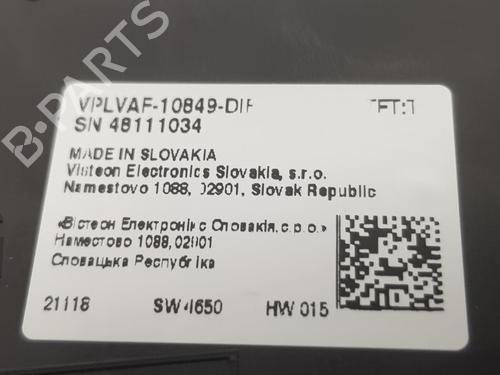 B-PARTS
VPLVAF-10849-DIF TFT:T
SN 48111034
MADE IN SLOVAKIA
Visteon Electronics Slovakia, s.r.o.
Namestovo 1088, 02901, Slovak Republic
«Вістеон Електронікс Словакія, с.р.о.»
Наместово 1088, 02901
Словацька Республіка
21118 SW 4650 HW 015